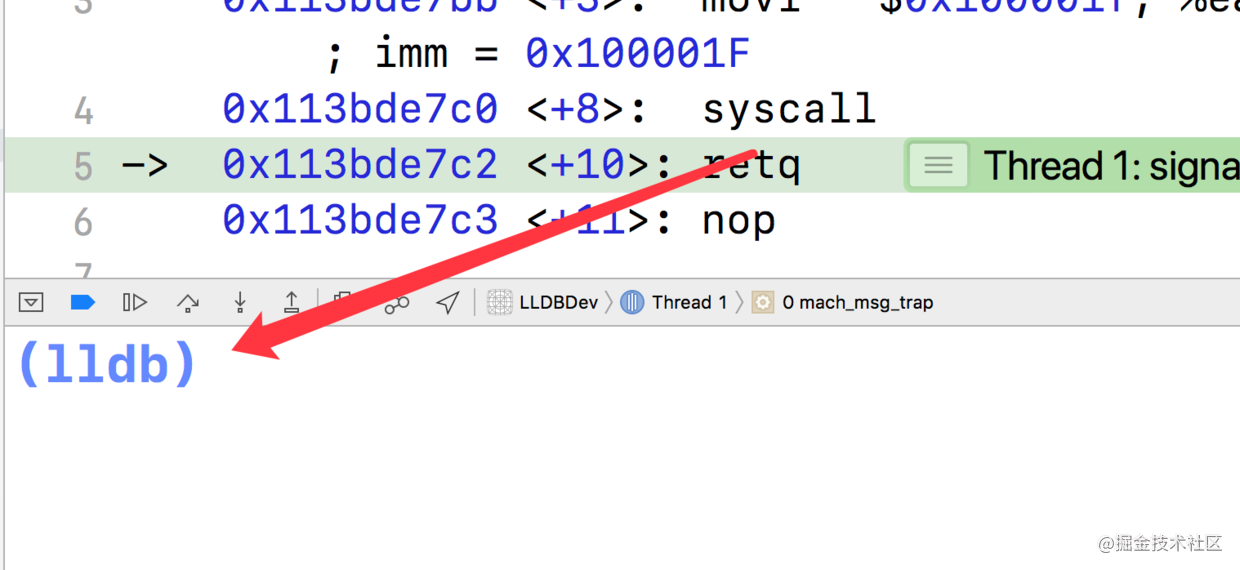 3 0x113bde7bb <+3>: movl $0x100001f,
; imm = 0x100001F
4 0x113bde7c0 <+8>: syscall
5 -> 0x113bde7c2 <+10>: retq Thread 1: signa
6 0x113bde7c3 <+11>: nop
7
LLDBDev 〉 Thread 1 〉 0 mach_msg_trap
(lldb)
@掘金技术社区